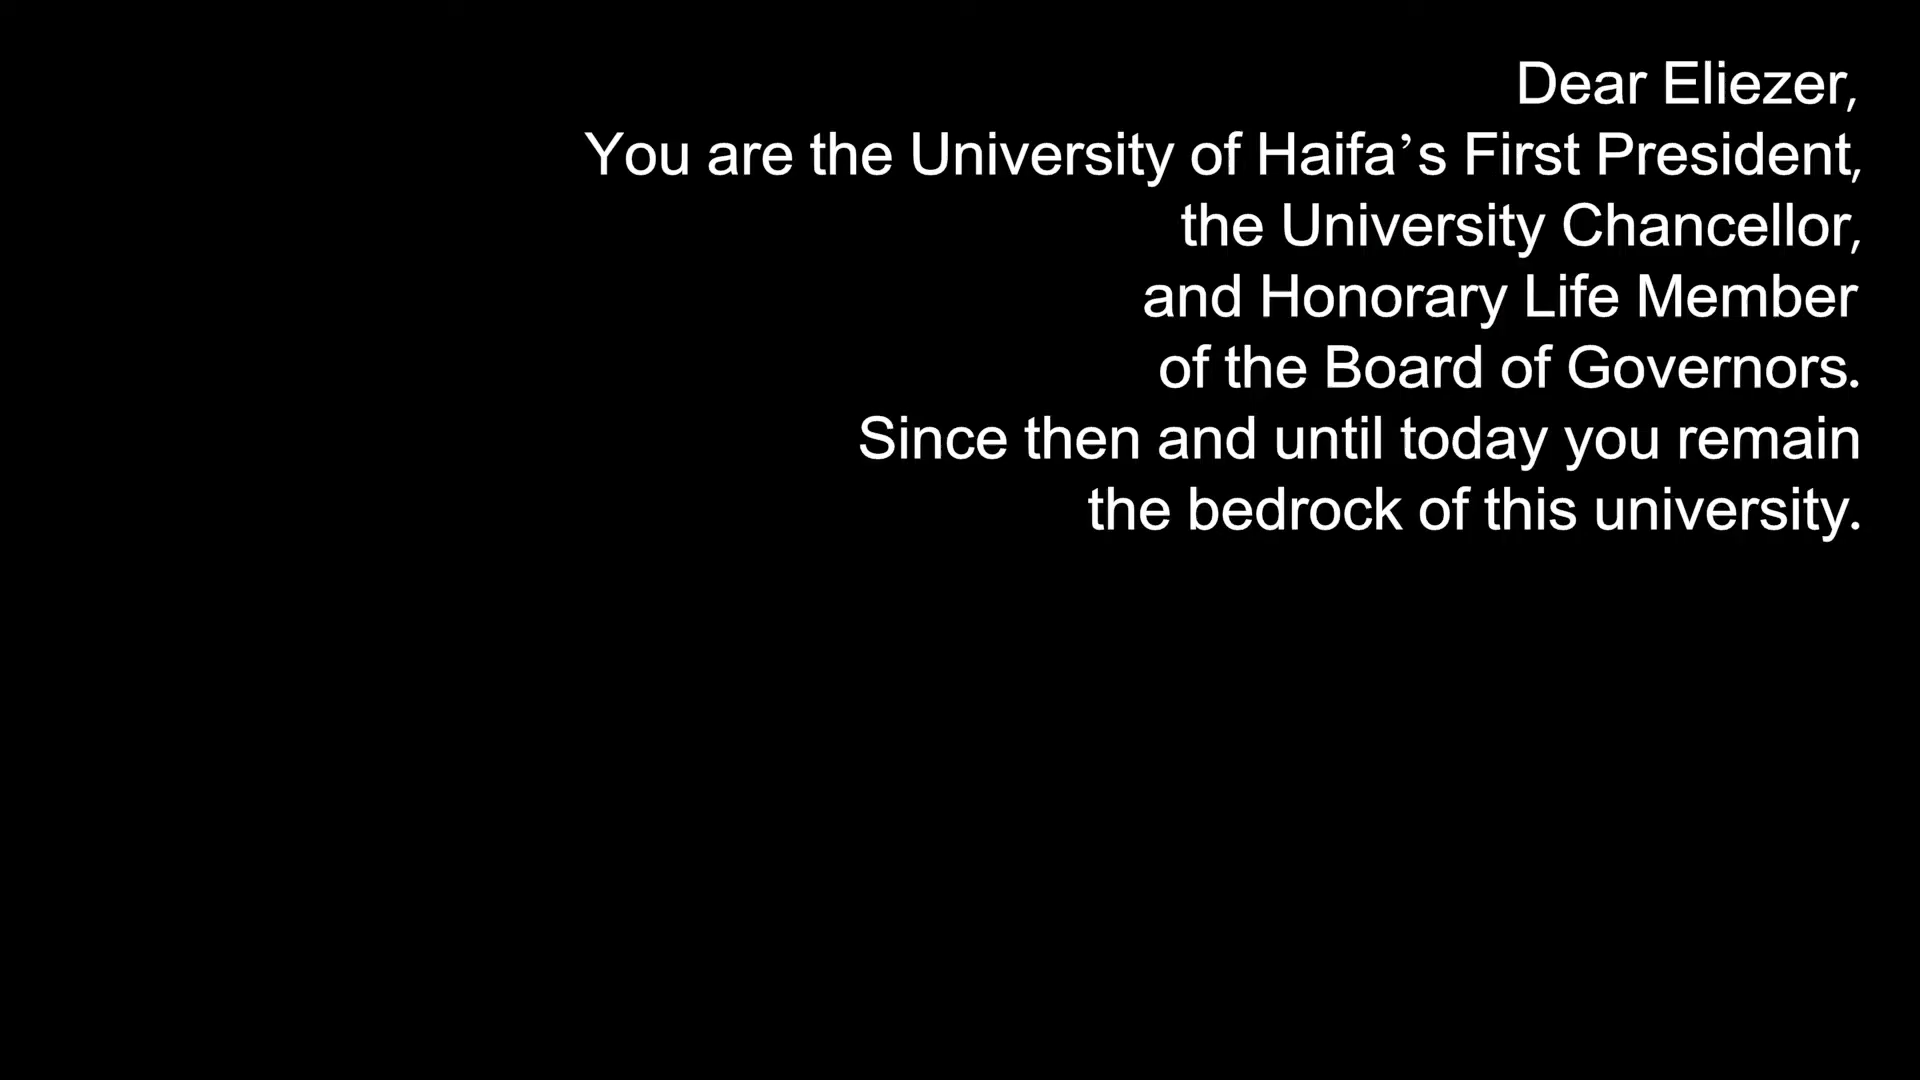 Dear Eliezer,
You are the University of Haifa’s First President,
the University Chancellor,
and Honorary Life Member
of the Board of Governors.
Since then and until today you remain
the bedrock of this university.